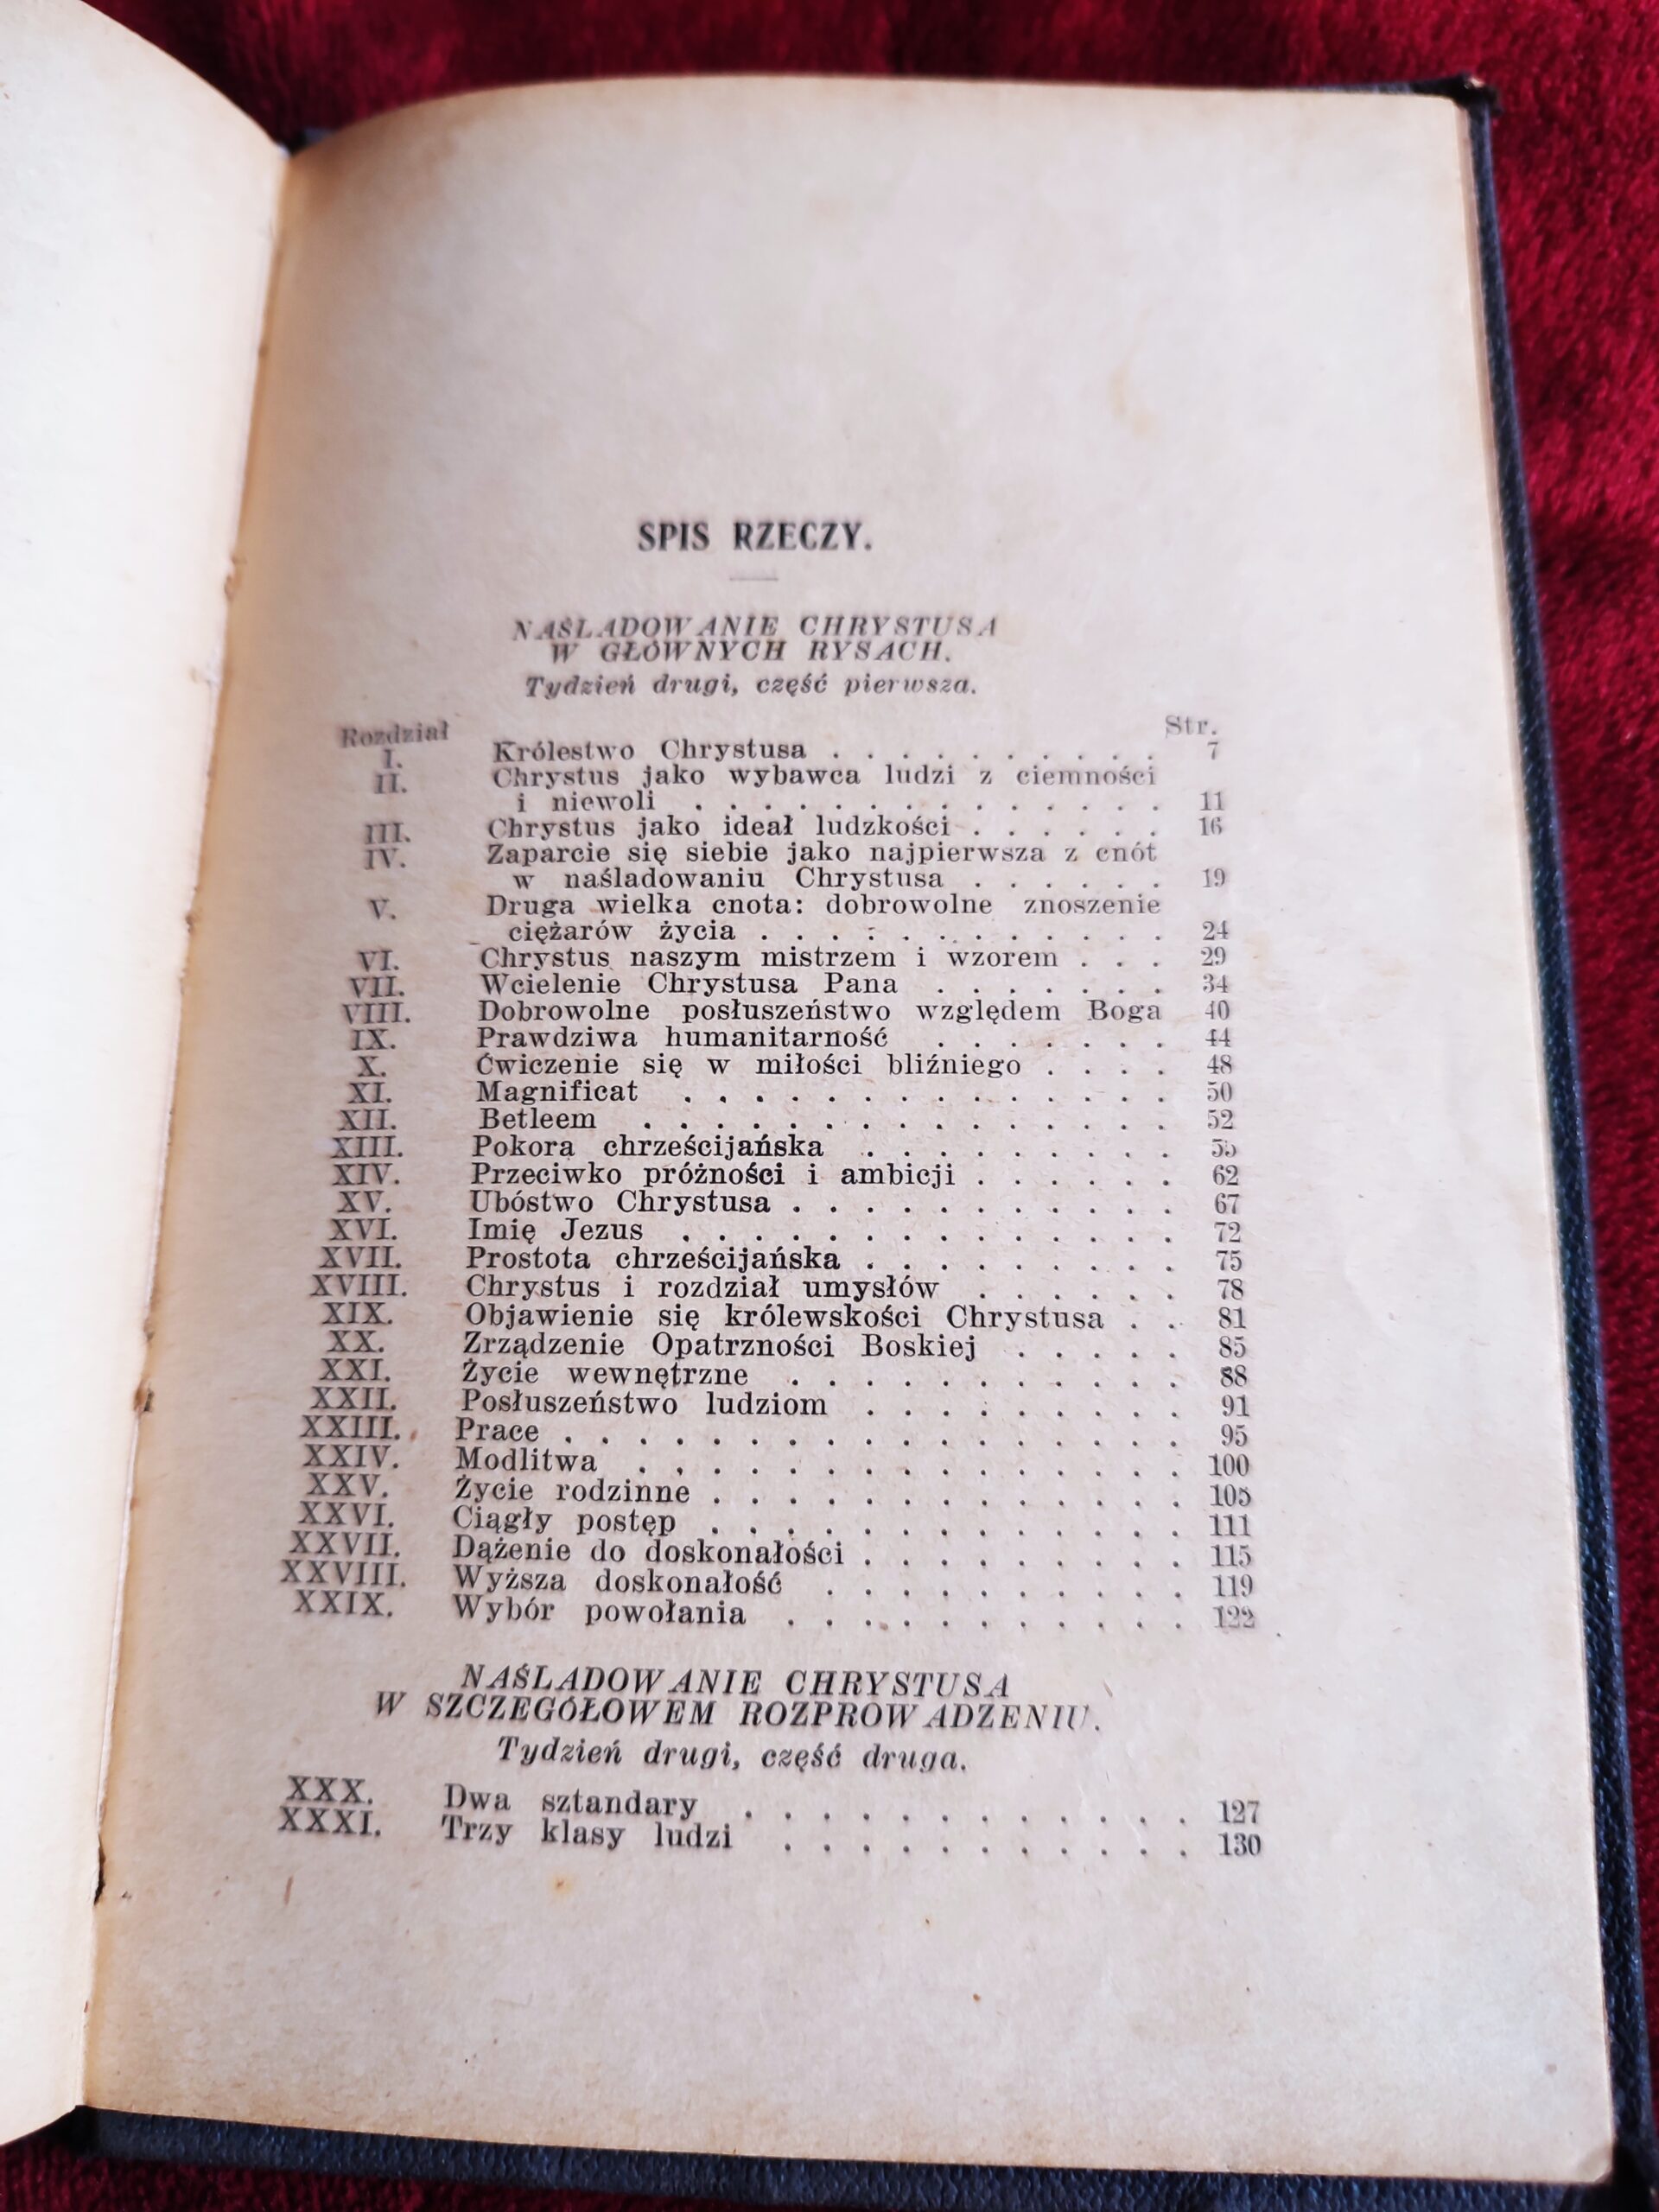 SPIS RZECZY.
NAŚLADOWANIE CHRYSTUSA
W GŁÓWNYCH RYSACH.
Tydzień drugi, część pierwsza.
Rozdział Str.
I. Królestwo Chrystusa . . . . . . . . . . 7
II. Chrystus jako wybawca ludzi z ciemności
i niewoli . . . . . . . . . . . . . . 11
III. Chrystus jako ideał ludzkości . . . . . . 16
IV. Zaparcie się siebie jako najpierwsza z cnót
w naśladowaniu Chrystusa . . . . . . 19
V. Druga wielka cnota: dobrowolne znoszenie
ciężarów życia . . . . . . . . . . . . 24
VI. Chrystus naszym mistrzem i wzorem . . . 29
VII. Wcielenie Chrystusa Pana . . . . . . . 34
VIII. Dobrowolne posłuszeństwo względem Boga 40
IX. Prawdziwa humanitarność . . . . . . . 44
X. Ćwiczenie się w miłości bliźniego . . . . 48
XI. Magnificat . . . . . . . . . . . . . . 50
XII. Betleem . . . . . . . . . . . . . . . 52
XIII. Pokora chrześcijańska . . . . . . . . . 55
XIV. Przeciwko próżności i ambicji . . . . . . 62
XV. Ubóstwo Chrystusa . . . . . . . . . . . 67
XVI. Imię Jezus . . . . . . . . . . . . . . 72
XVII. Prostota chrześcijańska . . . . . . . . . 75
XVIII. Chrystus i rozdział umysłów . . . . . . 78
XIX. Objawienie się królewskości Chrystusa . . 81
XX. Zrządzenie Opatrzności Boskiej . . . . . 85
XXI. Życie wewnętrzne . . . . . . . . . . . 88
XXII. Posłuszeństwo ludziom . . . . . . . . . 91
XXIII. Prace . . . . . . . . . . . . . . . . . 95
XXIV. Modlitwa . . . . . . . . . . . . . . . 100
XXV. Życie rodzinne . . . . . . . . . . . . . 105
XXVI. Ciągły postęp . . . . . . . . . . . . . 111
XXVII. Dążenie do doskonałości . . . . . . . . . 115
XXVIII. Wyższa doskonałość . . . . . . . . . . 119
XXIX. Wybór powołania . . . . . . . . . . . 122
NAŚLADOWANIE CHRYSTUSA
W SZCZEGÓŁOWEM ROZPROWADZENIU.
Tydzień drugi, część druga.
XXX. Dwa sztandary . . . . . . . . . . . . 127
XXXI. Trzy klasy ludzi . . . . . . . . . . . 130